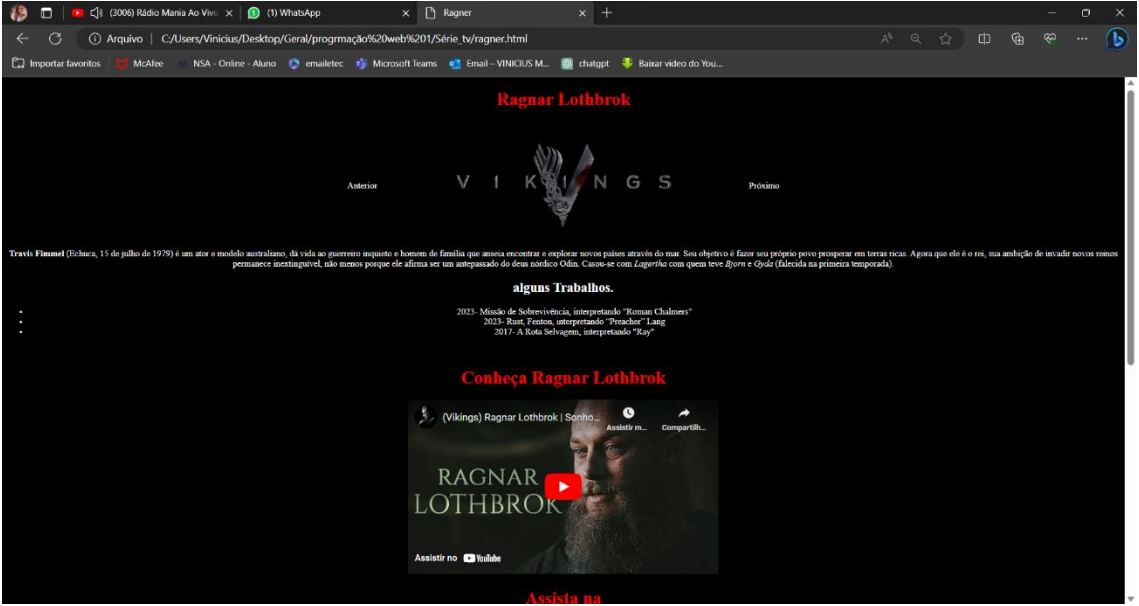 (3006) Rádio Mania Ao Vivo
(1) WhatsApp
Ragner
Arquivo | C:/Users/Vinicius/Desktop/Geral/progrmação%20web%201/Série_tv/ragner.html
Importar favoritos McAfee NSA - Online - Aluno emailetec Microsoft Teams Email – VINICIUS M... chatgpt Baixar video do You...
Ragnar Lothbrok
Anterior VIKINGS Próximo
Travis Fimmel (Echuca, 15 de julho de 1979) é um ator e modelo australiano, dá vida ao guerreiro inquieto e homem de família que anseia encontrar e explorar novos países através do mar. Seu objetivo é fazer seu próprio povo prosperar em terras ricas. Agora que ele é o rei, sua ambição de invadir novos reinos
permanece inextinguível, não menos porque ele afirma ser um antepassado do deus nórdico Odin. Casou-se com Lagertha com quem teve Bjorn e Gyda (falecida na primeira temporada).
alguns Trabalhos.
2023- Missão de Sobrevivência, interpretando "Roman Chalmers"
2023- Rust, Fenton, interpretando "Preacher" Lang
2017- A Rota Selvagem, interpretando "Ray"
Conheça Ragnar Lothbrok
(Vikings) Ragnar Lothbrok | Sonho...
Assistir m... Compartilh...
RAGNAR
LOTHBROK
Assistir no YouTube
Assista na